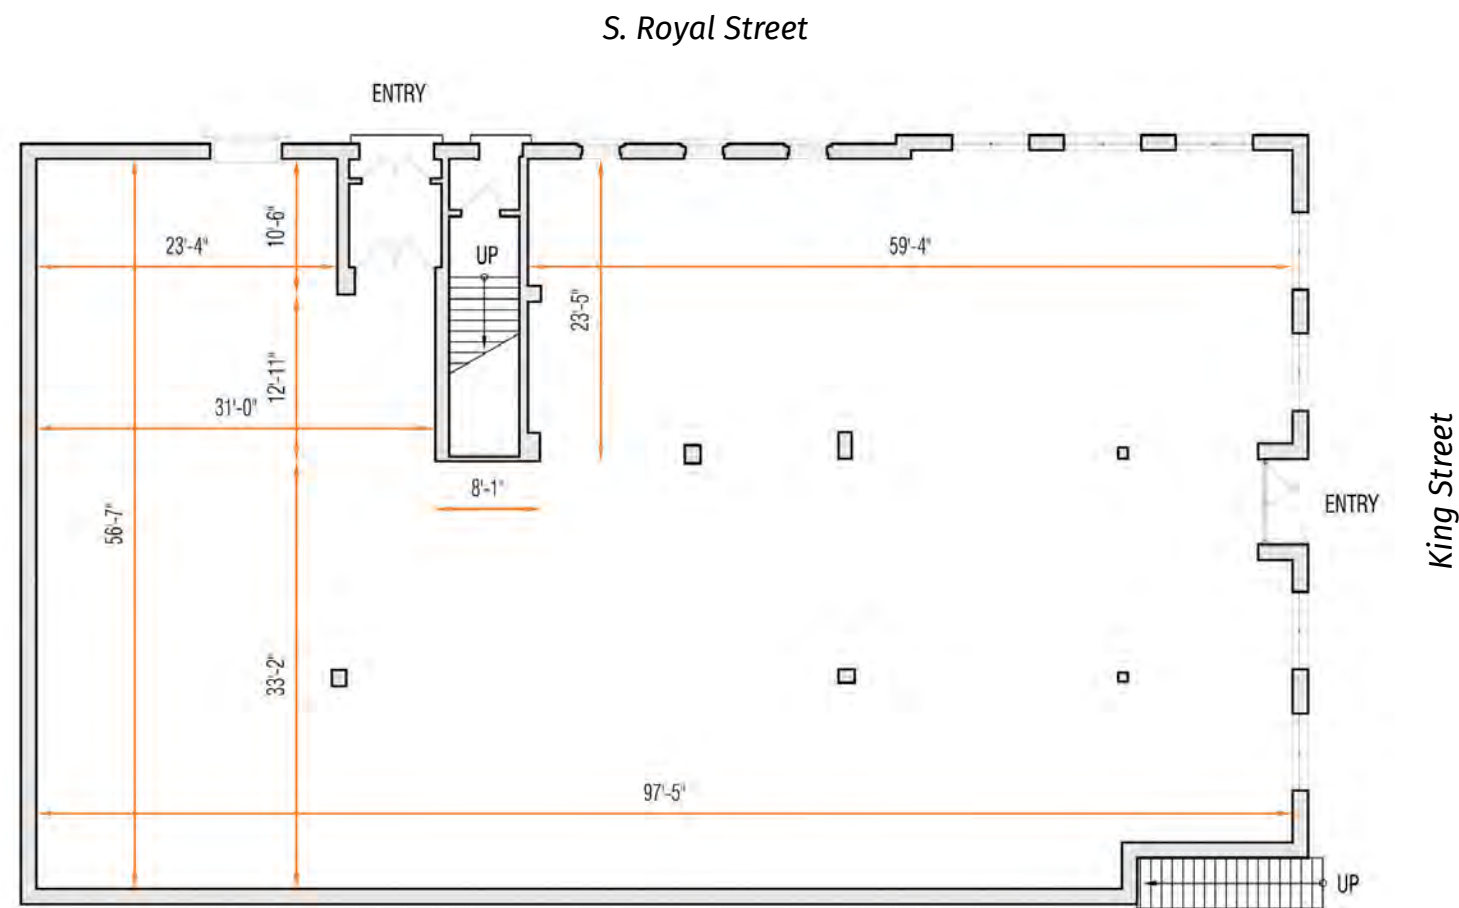 S. Royal Street
ENTRY
23'-4"
10'-6"
UP
59'-4"
23'-5"
12'-11"
31'-0"
King Street
8'-1"
ENTRY
56'-7"
33'-2"
97'-5"
UP